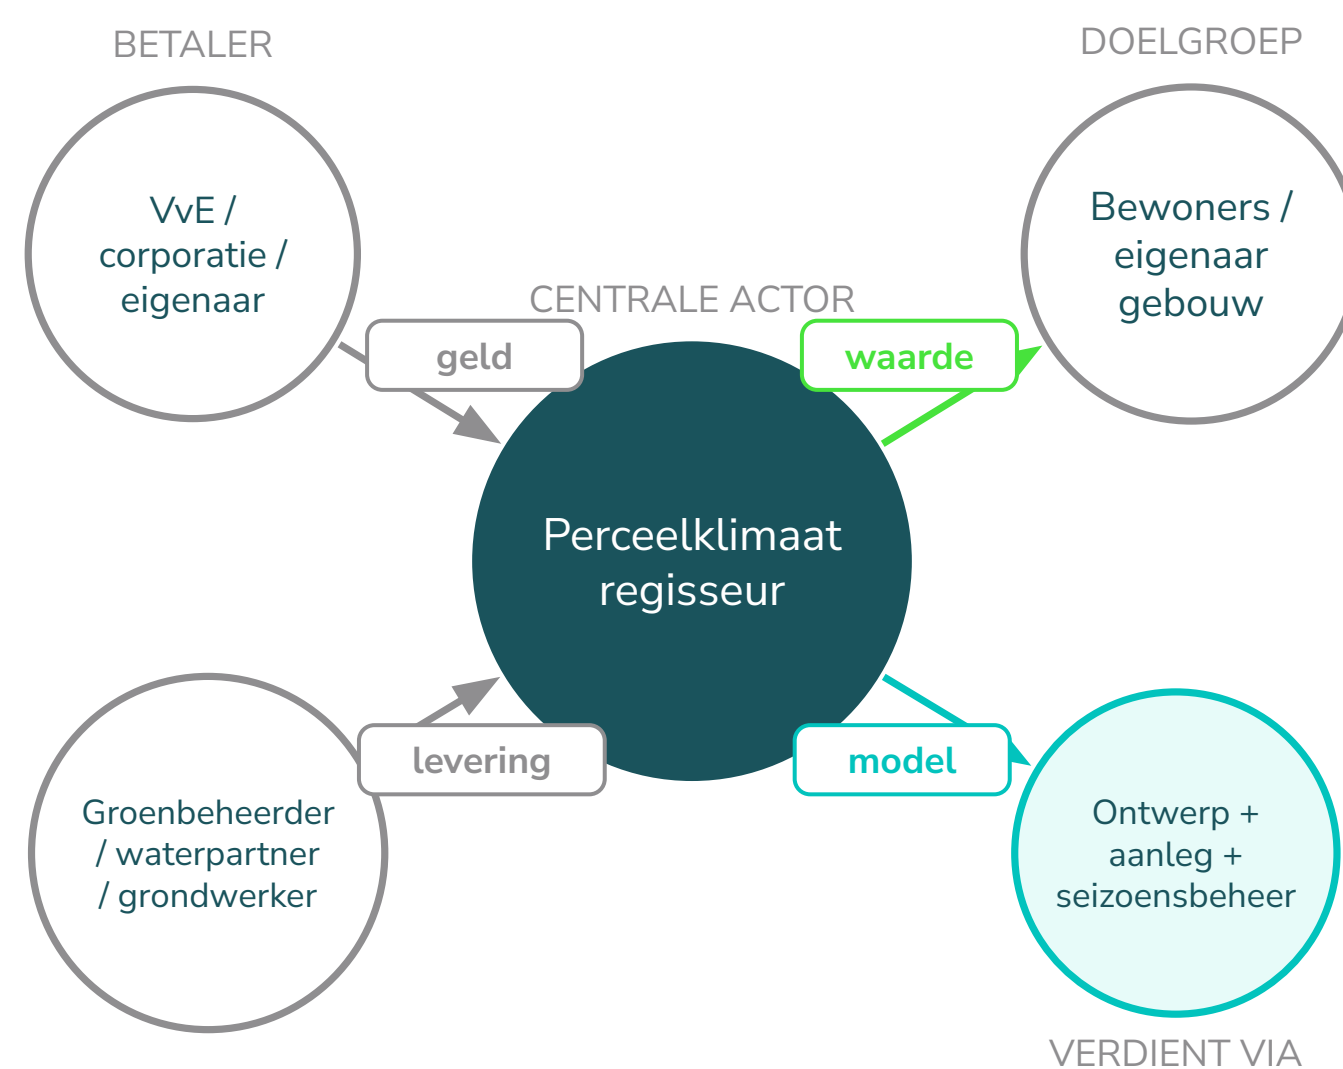 BETALER
DOELGROEP
VvE /
corporatie /
eigenaar
Bewoners /
eigenaar
gebouw
CENTRALE ACTOR
geld
waarde
Perceelklimaat
regisseur
levering
model
Groenbeheerder
/ waterpartner
/ grondwerker
Ontwerp +
aanleg +
seizoensbeheer
VERDIENT VIA